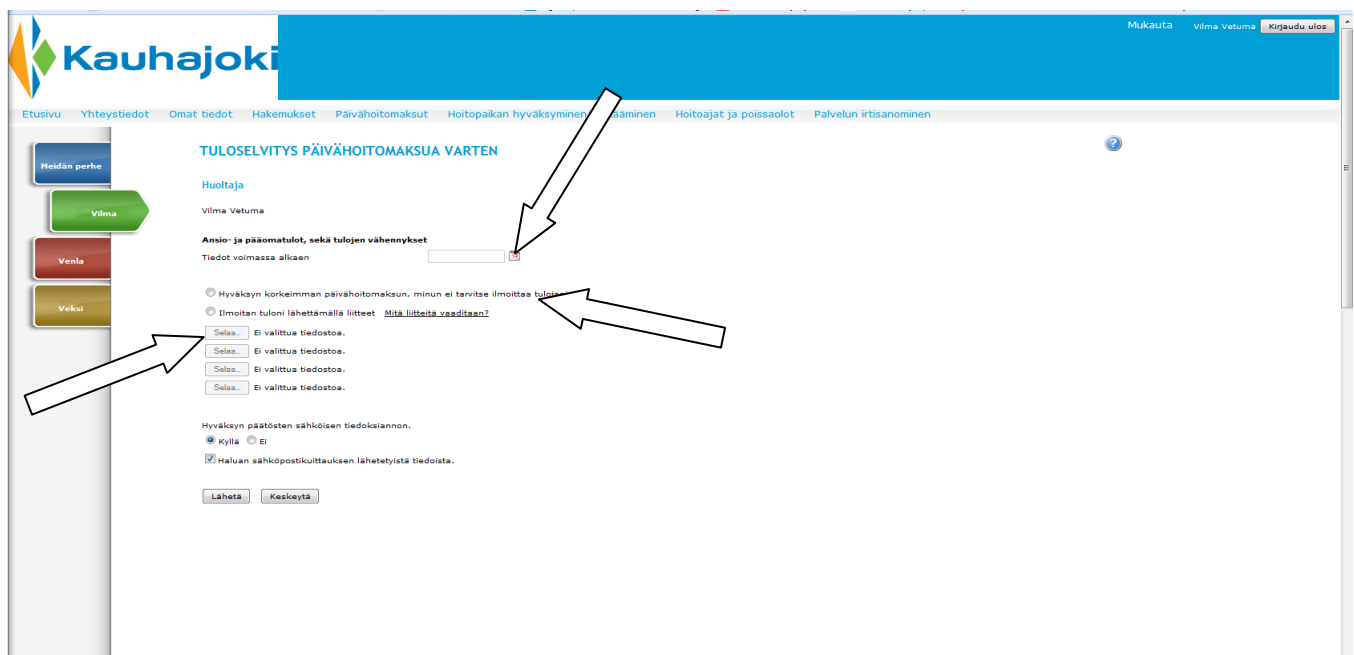 Mukauta Vilma Vetuma Kirjaudu ulos
Kauhajoki
Etusivu Yhteystiedot Omat tiedot Hakemukset Päivähoitomaksut Hoitopaikan hyväksyminen Hoitoajat ja poissaolot Palvelun irtisanominen
Meidän perhe
Vilma
Venla
Veksi
TULOSELVITYS PÄIVÄHOITOMAKSUA VARTEN
Huoltaja
Vilma Vetuma
Ansio- ja pääomatulot, sekä tulojen vähennykset
Tiedot voimassa alkaen
Hyväksyn korkeimman päivähoitomaksun, minun ei tarvitse ilmoittaa
Ilmoitan tuloni lähettämällä liitteet Mitä liitteitä vaaditaan?
Selaa... Ei valittua tiedostoa.
Selaa... Ei valittua tiedostoa.
Selaa... Ei valittua tiedostoa.
Selaa... Ei valittua tiedostoa.
Hyväksyn päätösten sähköisen tiedoksiannon.
Kyllä Ei
Haluan sähköpostikuittauksen lähetetyistä tiedoista.
Lähetä Keskeytä